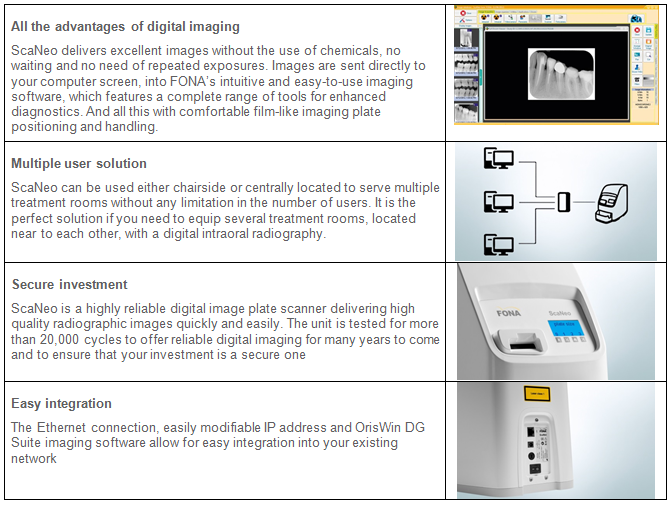 All the advantages of digital imaging
ScaNeo delivers excellent images without the use of chemicals, no
waiting and no need of repeated exposures. Images are sent directly to
your computer screen, into FONA's intuitive and easy-to-use imaging
software, which features a complete range of tools for enhanced
diagnostics. And all this with comfortable film-like imaging plate
positioning and handling.
Multiple user solution
ScaNeo can be used either chairside or centrally located to serve multiple
treatment rooms without any limitation in the number of users. It is the
perfect solution if you need to equip several treatment rooms, located
near to each other, with a digital intraoral radiography.
Secure investment
ScaNeo is a highly reliable digital image plate scanner delivering high
quality radiographic images quickly and easily. The unit is tested for more
than 20,000 cycles to offer reliable digital imaging for many years to come
and to ensure that your investment is a secure one
FONA
ScaNeo
Easy integration
The Ethernet connection, easily modifiable IP address and OrisWin DG
Suite imaging software allow for easy integration into your existing
network